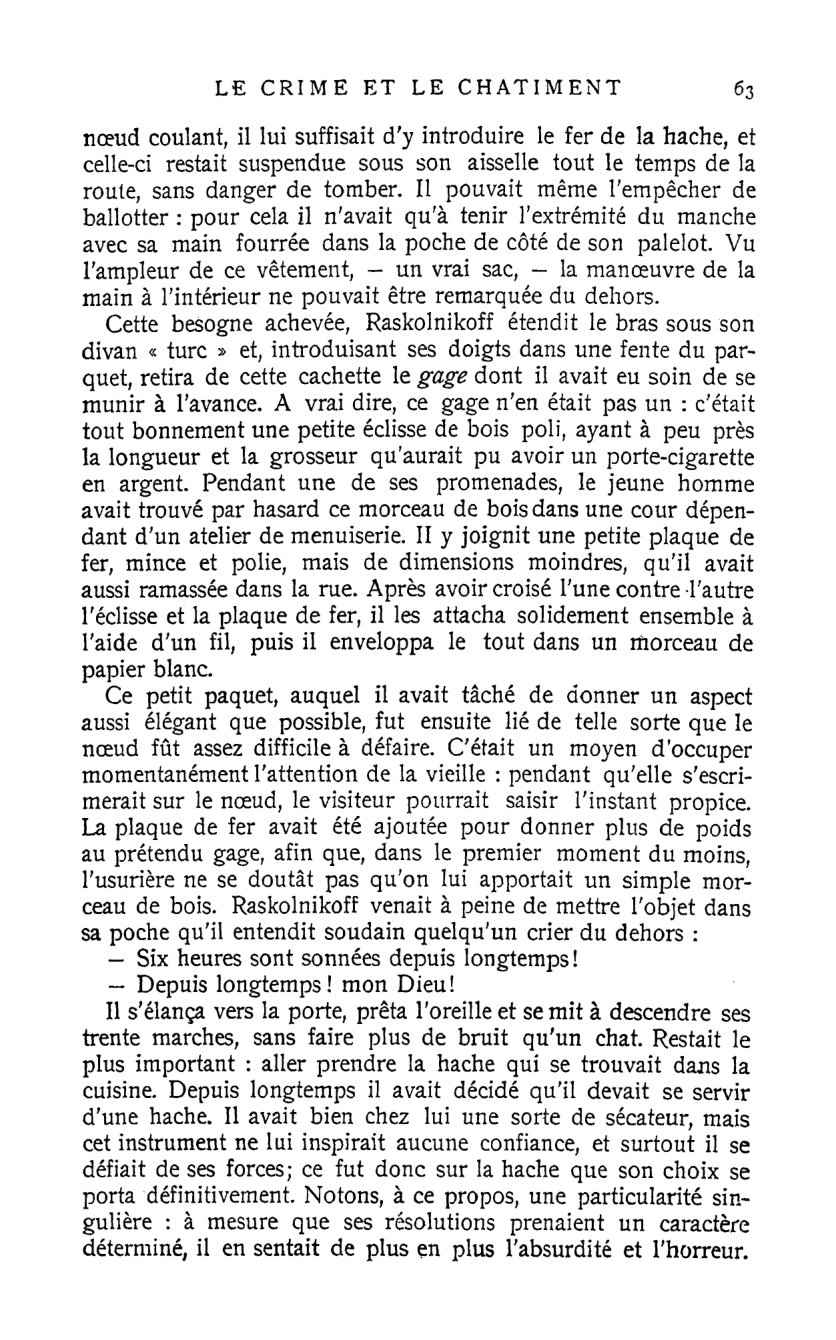 LE CRIME ET LE CHATIMENT 63
nœud coulant, il lui suffisait d'y introduire le fer de la hache, et
celle-ci restait suspendue sous son aisselle tout le temps de la
route, sans danger de tomber. Il pouvait même l'empêcher de
ballotter : pour cela il n'avait qu'à tenir l'extrémité du manche
avec sa main fourrée dans la poche de côté de son paletot. Vu
l'ampleur de ce vêtement, — un vrai sac, — la manœuvre de la
main à l'intérieur ne pouvait être remarquée du dehors.
Cette besogne achevée, Raskolnikoff étendit le bras sous son
divan « turc » et, introduisant ses doigts dans une fente du par-
quet, retira de cette cachette le gage dont il avait eu soin de se
munir à l'avance. A vrai dire, ce gage n'en était pas un : c'était
tout bonnement une petite éclisse de bois poli, ayant à peu près
la longueur et la grosseur qu'aurait pu avoir un porte-cigarette
en argent. Pendant une de ses promenades, le jeune homme
avait trouvé par hasard ce morceau de bois dans une cour dépen-
dant d'un atelier de menuiserie. Il y joignit une petite plaque de
fer, mince et polie, mais de dimensions moindres, qu'il avait
aussi ramassée dans la rue. Après avoir croisé l'une contre l'autre
l'éclisse et la plaque de fer, il les attacha solidement ensemble à
l'aide d'un fil, puis il enveloppa le tout dans un morceau de
papier blanc.
Ce petit paquet, auquel il avait tâché de donner un aspect
aussi élégant que possible, fut ensuite lié de telle sorte que le
nœud fût assez difficile à défaire. C'était un moyen d'occuper
momentanément l'attention de la vieille : pendant qu'elle s'escri-
merait sur le nœud, le visiteur pourrait saisir l'instant propice.
La plaque de fer avait été ajoutée pour donner plus de poids
au prétendu gage, afin que, dans le premier moment du moins,
l'usurière ne se doutât pas qu'on lui apportait un simple mor-
ceau de bois. Raskolnikoff venait à peine de mettre l'objet dans
sa poche qu'il entendit soudain quelqu'un crier du dehors :
— Six heures sont sonnées depuis longtemps!
— Depuis longtemps! mon Dieu!
Il s'élança vers la porte, prêta l'oreille et se mit à descendre ses
trente marches, sans faire plus de bruit qu'un chat. Restait le
plus important : aller prendre la hache qui se trouvait dans la
cuisine. Depuis longtemps il avait décidé qu'il devait se servir
d'une hache. Il avait bien chez lui une sorte de sécateur, mais
cet instrument ne lui inspirait aucune confiance, et surtout il se
défiait de ses forces; ce fut donc sur la hache que son choix se
porta définitivement. Notons, à ce propos, une particularité sin-
gulière : à mesure que ses résolutions prenaient un caractère
déterminé, il en sentait de plus en plus l'absurdité et l'horreur.